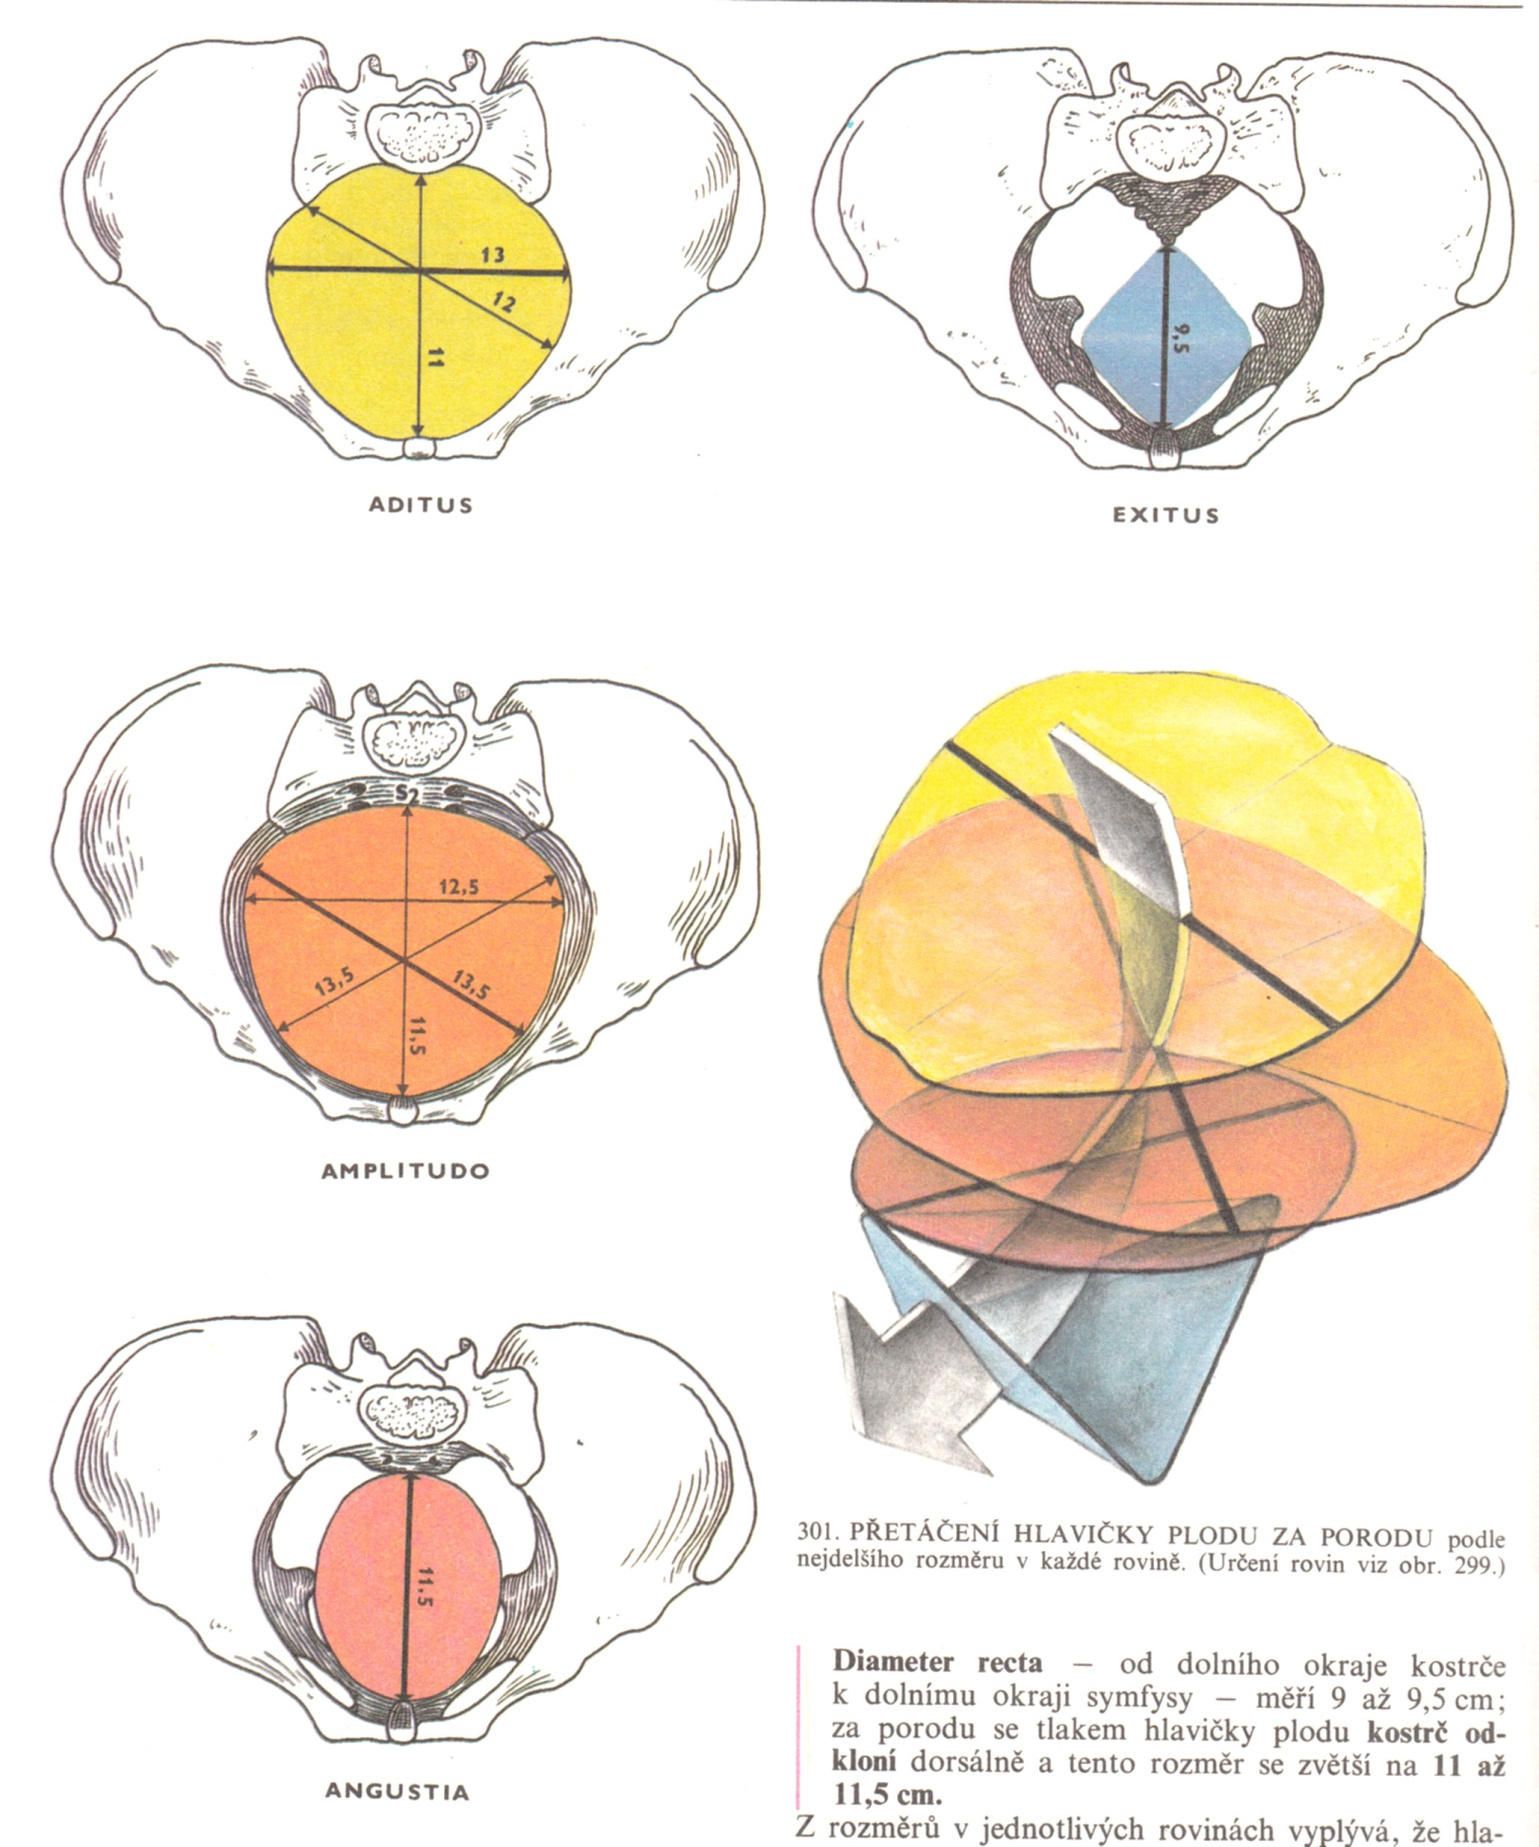 13
12
11
ADITUS
9,5
EXITUS
S2
12,5
13,5
13,5
11,5
AMPLITUDO
11,5
ANGUSTIA
301. PŘETÁČENÍ HLAVIČKY PLODU ZA PORODU podle
nejdelšího rozměru v každé rovině. (Určení rovin viz obr. 299.)
Diameter recta — od dolního okraje kostrče
k dolnímu okraji symfysy — měří 9 až 9,5 cm;
za porodu se tlakem hlavičky plodu kostrč od-
kloní dorsálně a tento rozměr se zvětší na 11 až
11,5 cm.
Z rozměrů v jednotlivých rovinách vyplývá, že hla-